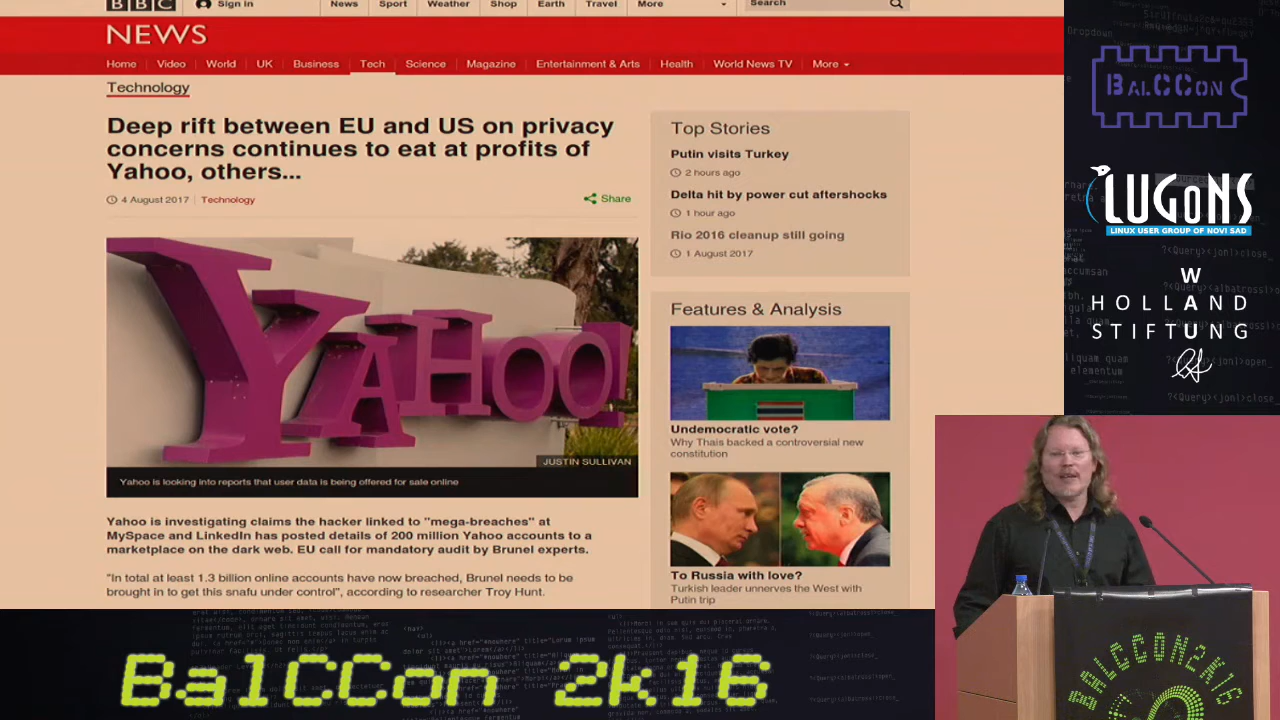 BBC
Sign in
News
Sport
Weather
Shop
Earth
Travel
More
Search
NEWS
Home
Video
World
UK
Business
Tech
Science
Magazine
Entertainment & Arts
Health
World News TV
More
Technology
Deep rift between EU and US on privacy
concerns continues to eat at profits of
Yahoo, others...
4 August 2017
Technology
Share
YAHOO!
JUSTIN SULLIVAN
Yahoo is looking into reports that user data is being offered for sale online
Yahoo is investigating claims the hacker linked to "mega-breaches" at
MySpace and LinkedIn has posted details of 200 million Yahoo accounts to a
marketplace on the dark web. EU call for mandatory audit by Brunel experts.
"In total at least 1.3 billion online accounts have now breached, Brunel needs to be
brought in to get this snafu under control", according to researcher Troy Hunt.
Top Stories
Putin visits Turkey
2 hours ago
Delta hit by power cut aftershocks
1 hour ago
Rio 2016 cleanup still going
1 August 2017
Features & Analysis
Undemocratic vote?
Why Thais backed a controversial new
constitution
To Russia with love?
Turkish leader unnerves the West with
Putin trip
BALCCON
LUGONS
LINUX USER GROUP OF NOVI SAD
W
HOLLAND
STIFTUNG
BalCCon 2k16